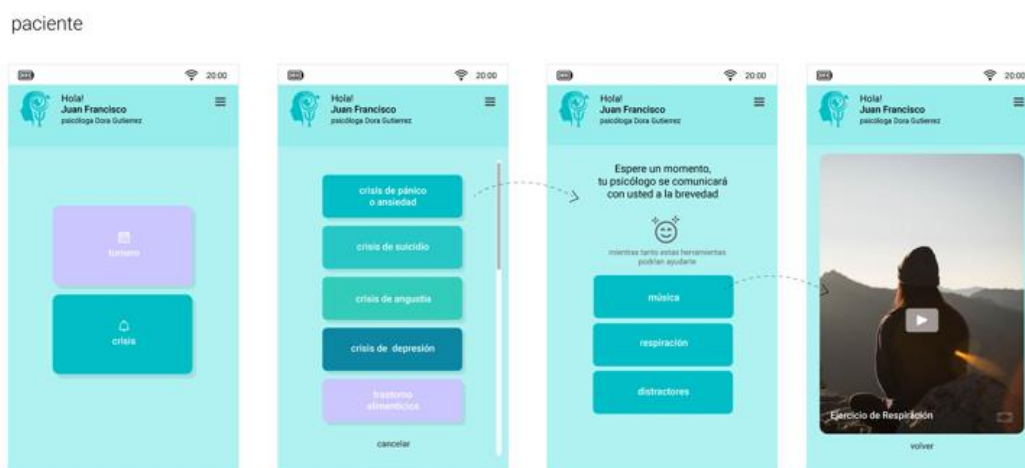 paciente
20:00
Hola!
Juan Francisco
psicóloga Dora Gutierrez
turnero
crisis
20:00
Hola!
Juan Francisco
psicóloga Dora Gutierrez
crisis de pánico
o ansiedad
crisis de suicidio
crisis de angustia
crisis de depresión
trastorno
alimenticios
cancelar
20:00
Hola!
Juan Francisco
psicóloga Dora Gutierrez
Espere un momento,
tu psicólogo se comunicará
con usted a la brevedad
mientras tanto estas herramientas
podrían ayudarte
música
respiración
distractores
20:00
Hola!
Juan Francisco
psicóloga Dora Gutierrez
Ejercicio de Respiración
volver